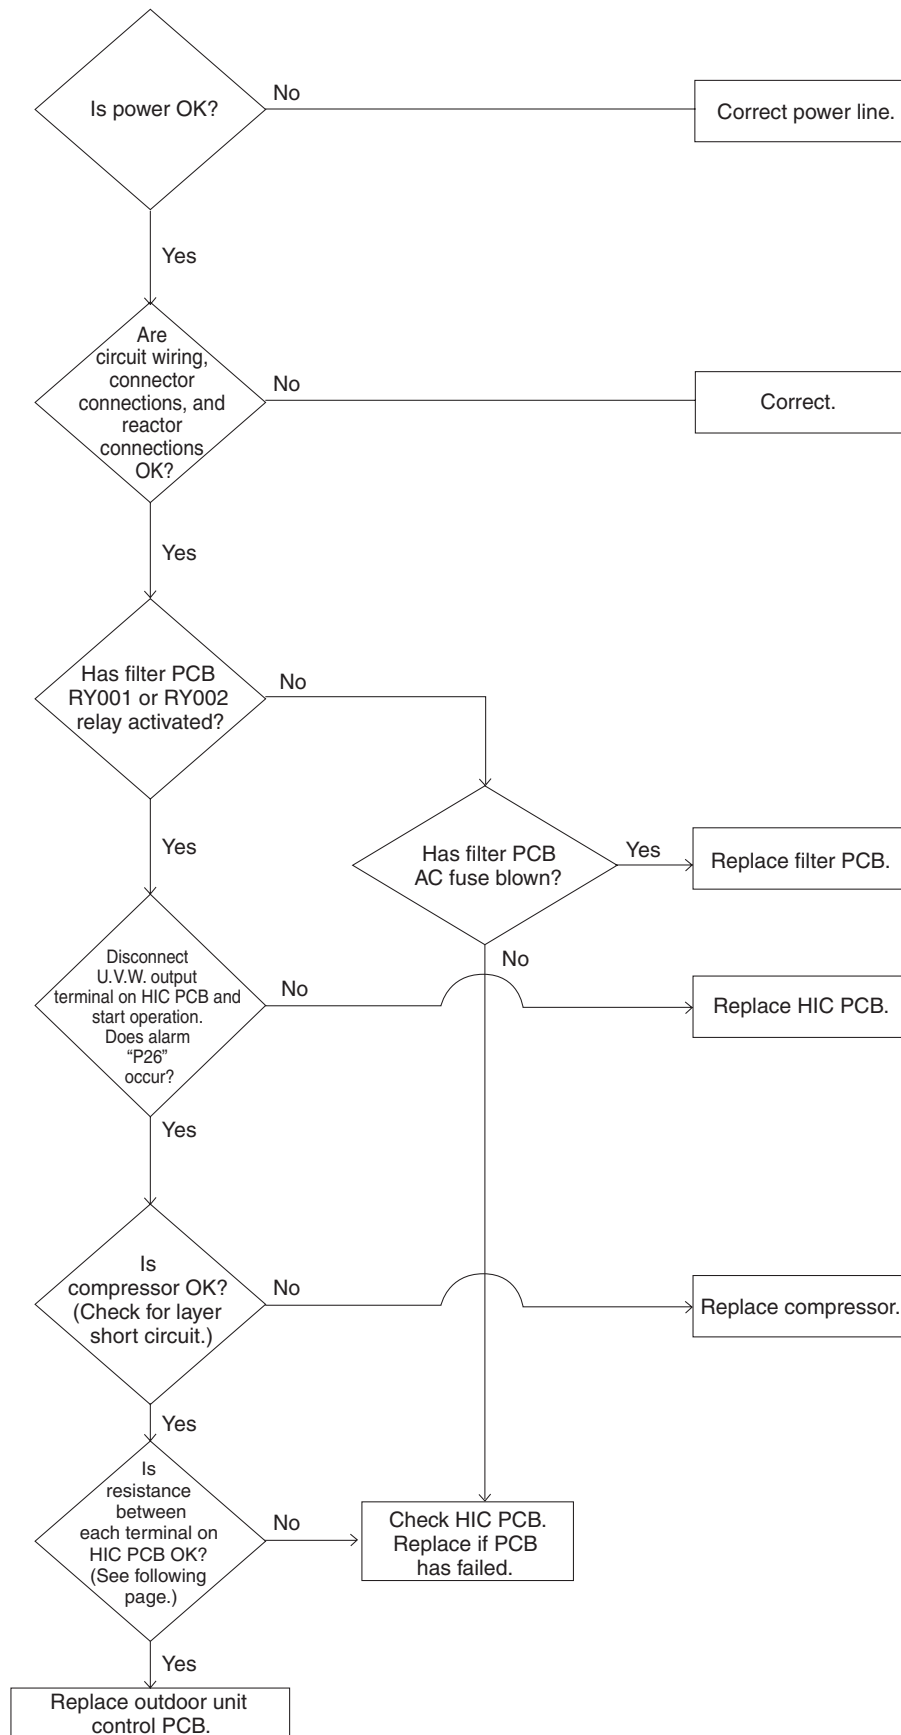 Is power OK?
No
Correct power line.
Yes
Are
circuit wiring,
connector
connections, and
reactor
connections
OK?
No
Correct.
Yes
Has filter PCB
RY001 or RY002
relay activated?
No
Yes
Has filter PCB
AC fuse blown?
Yes
Replace filter PCB.
No
Disconnect
U.V.W. output
terminal on HIC PCB and
start operation.
Does alarm
“P26”
occur?
No
Replace HIC PCB.
Yes
Is
compressor OK?
(Check for layer
short circuit.)
No
Replace compressor.
Yes
Is
resistance
between
each terminal on
HIC PCB OK?
(See following
page.)
No
Check HIC PCB.
Replace if PCB
has failed.
Yes
Replace outdoor unit
control PCB.